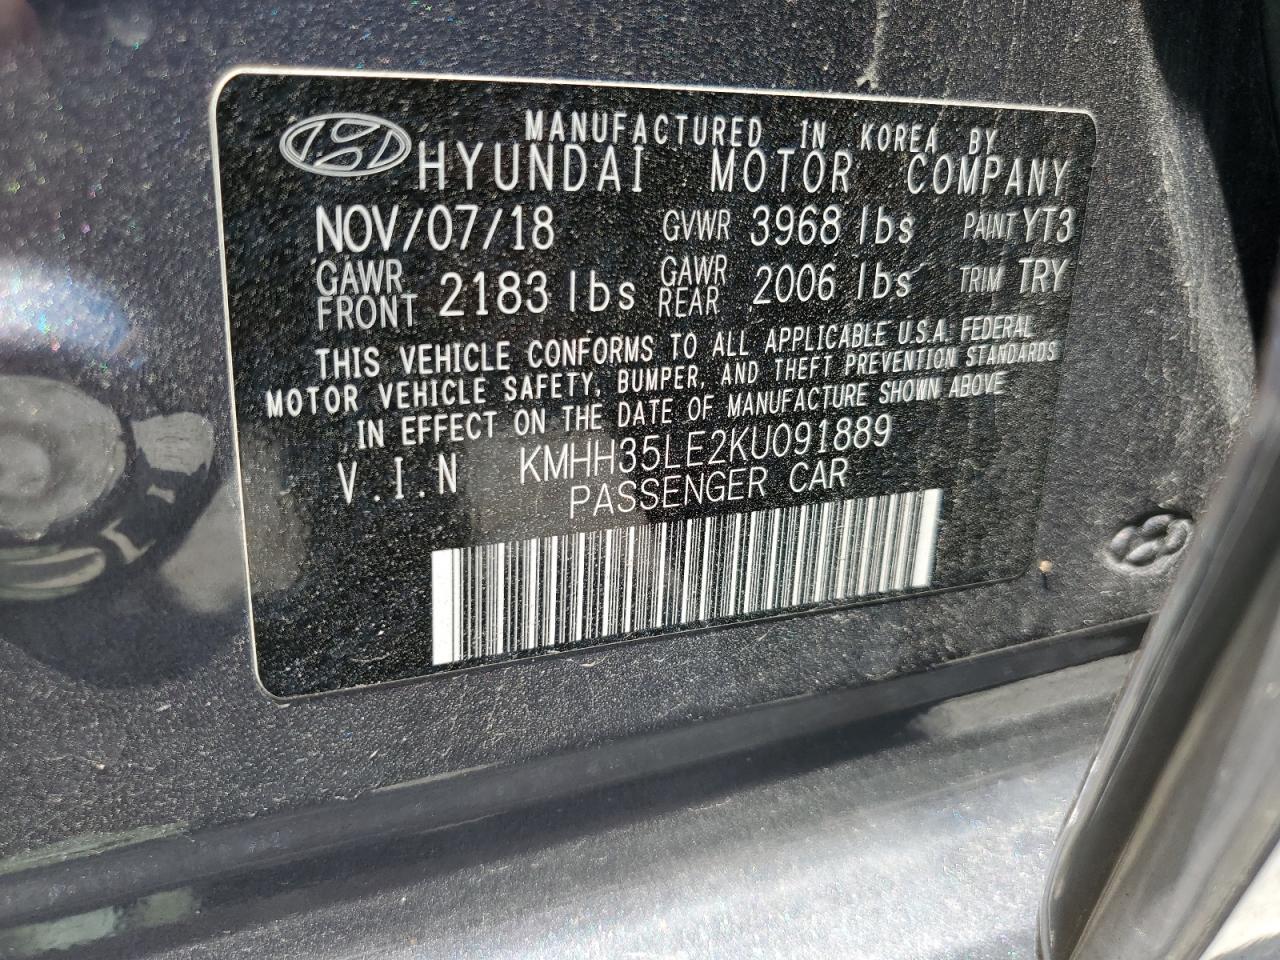 MANUFACTURED IN KOREA BY
HYUNDAI MOTOR COMPANY
NOV/07/18 GVWR 3968 lbs PAINT YT3
GAWR FRONT 2183 lbs GAWR REAR 2006 lbs TRIM TRY
THIS VEHICLE CONFORMS TO ALL APPLICABLE U.S.A. FEDERAL
MOTOR VEHICLE SAFETY, BUMPER, AND THEFT PREVENTION STANDARDS
IN EFFECT ON THE DATE OF MANUFACTURE SHOWN ABOVE
V.I.N KMHH35LE2KU091889
PASSENGER CAR